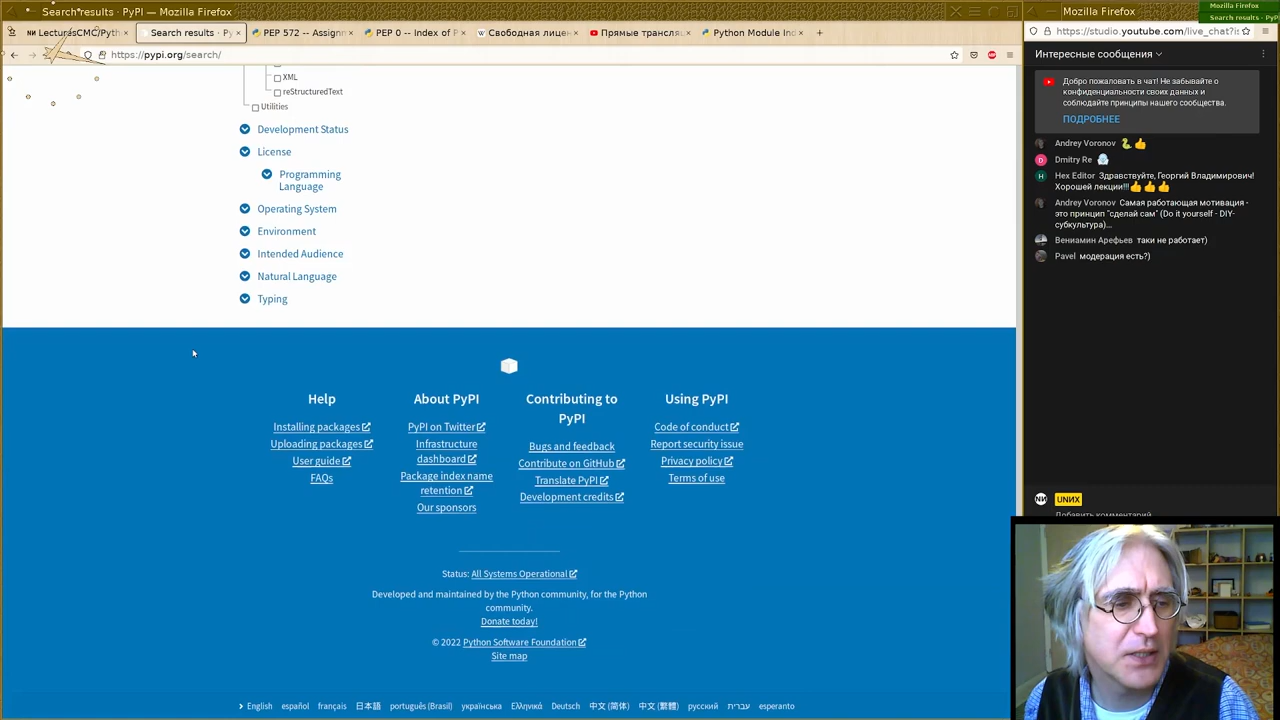 Search results · PyPI — Mozilla Firefox
LecturesCMC/Pyth
Search results · Py
PEP 572 -- Assignm
PEP 0 -- Index of P
Свободная лицен
Прямые трансляц
Python Module Ind
https://pypi.org/search/
XML
reStructuredText
Utilities
Development Status
License
Programming
Language
Operating System
Environment
Intended Audience
Natural Language
Typing
Help
Installing packages
Uploading packages
User guide
FAQs
About PyPI
PyPI on Twitter
Infrastructure
dashboard
Package index name
retention
Our sponsors
Contributing to
PyPI
Bugs and feedback
Contribute on GitHub
Translate PyPI
Development credits
Using PyPI
Code of conduct
Report security issue
Privacy policy
Terms of use
Status: All Systems Operational
Developed and maintained by the Python community, for the Python
community.
Donate today!
© 2022 Python Software Foundation
Site map
English español français 日本語 português (Brasil) українська Ελληνικά Deutsch 中文 (简体) 中文 (繁體) русский עברית esperanto
Mozilla Firefox
Mozilla Firefox
Search results · PyP
https://studio.youtube.com/live_chat?is
Интересные сообщения
Добро пожаловать в чат! Не забывайте о
конфиденциальности своих данных и
соблюдайте принципы нашего сообщества.
ПОДРОБНЕЕ
Andrey Voronov 🐍👍
Dmitry Re
Hex Editor Здравствуйте, Георгий Владимирович!
Хорошей лекции!!!👍👍👍
Andrey Voronov Самая работающая мотивация -
это принцип "сделай сам" (Do it yourself - DIY-
субкультура)...
Вениамин Арефьев таки не работает)
Pavel модерация есть?)
UNИX
Добавить комментарий